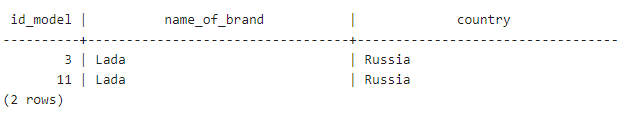 id_model |          name_of_brand           |             country
----------+----------------------------------+---------------------------------
        3 | Lada                             | Russia
       11 | Lada                             | Russia
(2 rows)